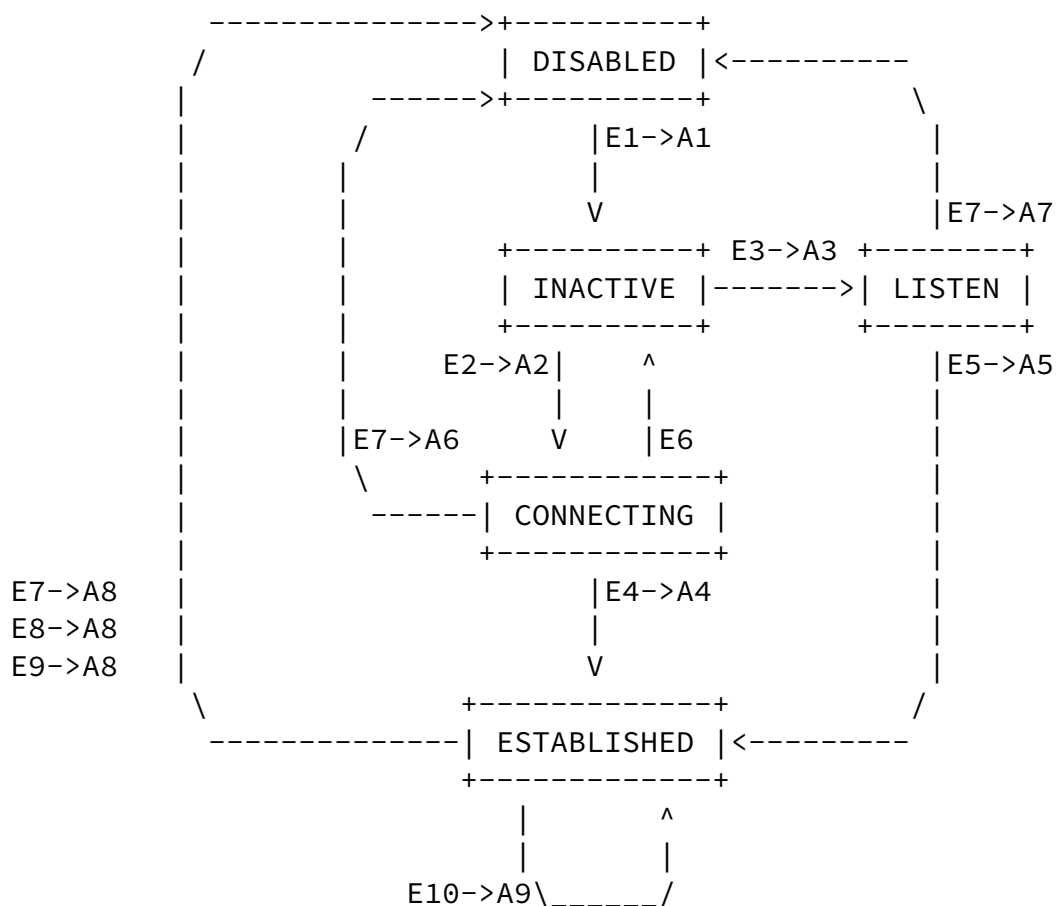 --------------->+----------+
/ | DISABLED |<----------
| ------>+----------+ \
| / |E1->A1 |
| | | |
| | V |E7->A7
| | +----------+ E3->A3 +--------+
| | | INACTIVE |------->| LISTEN |
| | +----------+ +--------+
| | E2->A2| ^ |E5->A5
| | | | |
| |E7->A6 V |E6 |
| \ +------------+ |
| ------| CONNECTING | |
| +------------+ |
E7->A8 | |E4->A4 |
E8->A8 | | |
E9->A8 | V |
\ +-------------+ /
--------------| ESTABLISHED |<---------
+-------------+
| ^
| |
E10->A9\______/